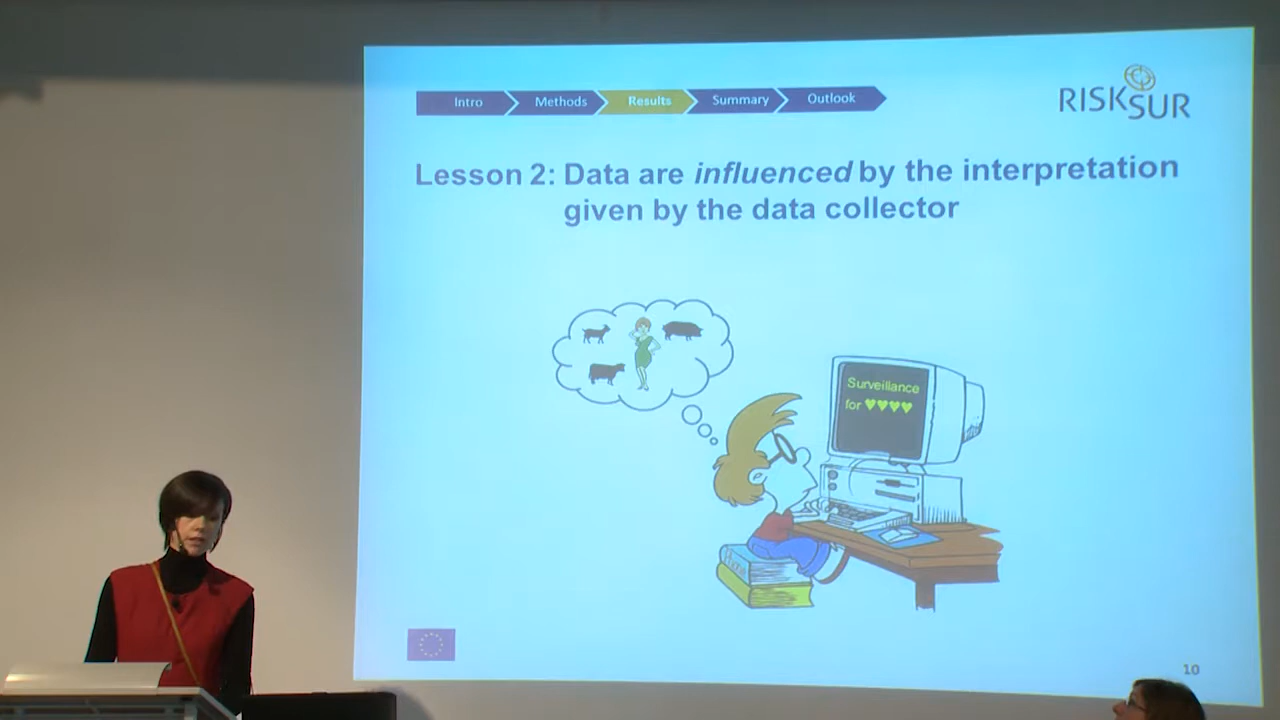 Intro Methods Results Summary Outlook
RISKSUR
Lesson 2: Data are influenced by the interpretation
given by the data collector
Surveillance
for ♥♥♥♥
10